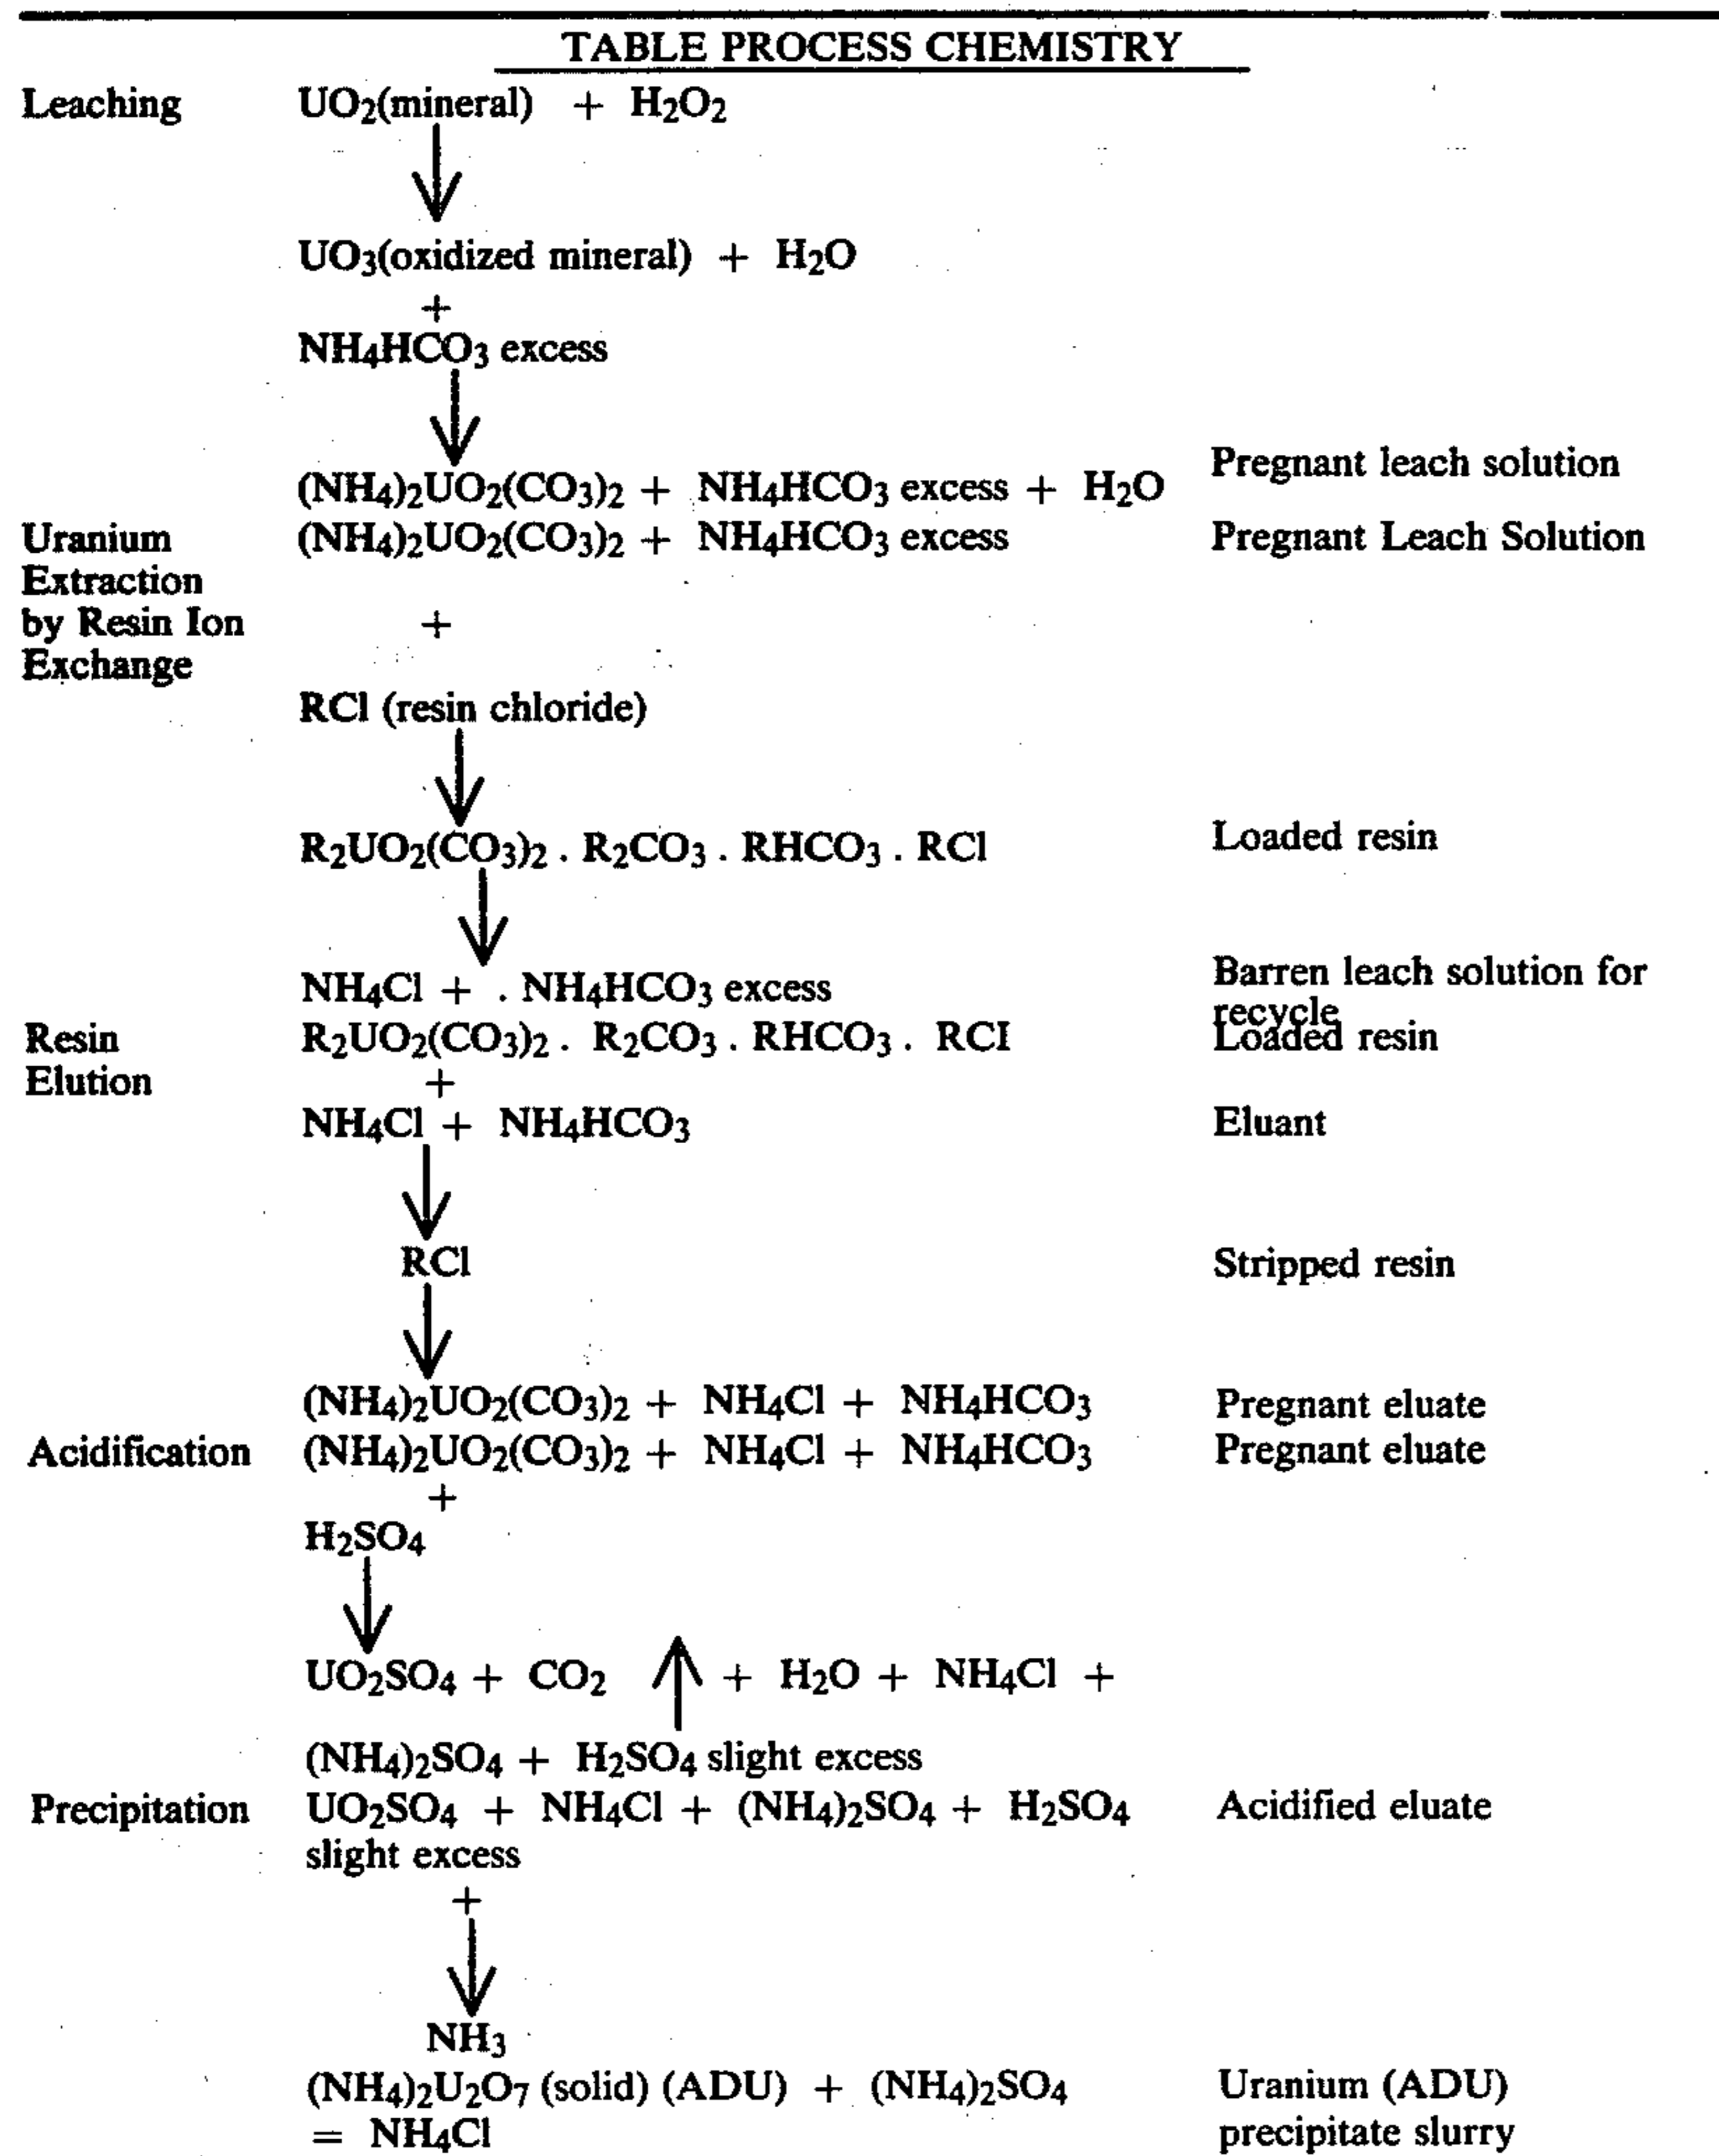 TABLE PROCESS CHEMISTRY
Leaching UO2(mineral) + H2O2
UO3(oxidized mineral) + H2O
+
NH4HCO3 excess
Pregnant leach solution
(NH4)2UO2(CO3)2 + NH4HCO3 excess + H2O
Uranium (NH4)2UO2(CO3)2 + NH4HCO3 excess Pregnant Leach Solution
Extraction
by Resin Ion +
Exchange
RCl (resin chloride)
R2UO2(CO3)2 . R2CO3 . RHCO3 . RCl Loaded resin
NH4Cl + . NH4HCO3 excess Barren leach solution for
recycle
Resin R2UO2(CO3)2 . R2CO3 . RHCO3 . RCI Loaded resin
Elution +
NH4Cl + NH4HCO3 Eluant
RCl Stripped resin
(NH4)2UO2(CO3)2 + NH4Cl + NH4HCO3 Pregnant eluate
Acidification (NH4)2UO2(CO3)2 + NH4Cl + NH4HCO3 Pregnant eluate
+
H2SO4
UO2SO4 + CO2 ↑ + H2O + NH4Cl +
(NH4)2SO4 + H2SO4 slight excess
Precipitation UO2SO4 + NH4Cl + (NH4)2SO4 + H2SO4 Acidified eluate
slight excess
+
NH3
(NH4)2U2O7 (solid) (ADU) + (NH4)2SO4 Uranium (ADU)
= NH4Cl precipitate slurry